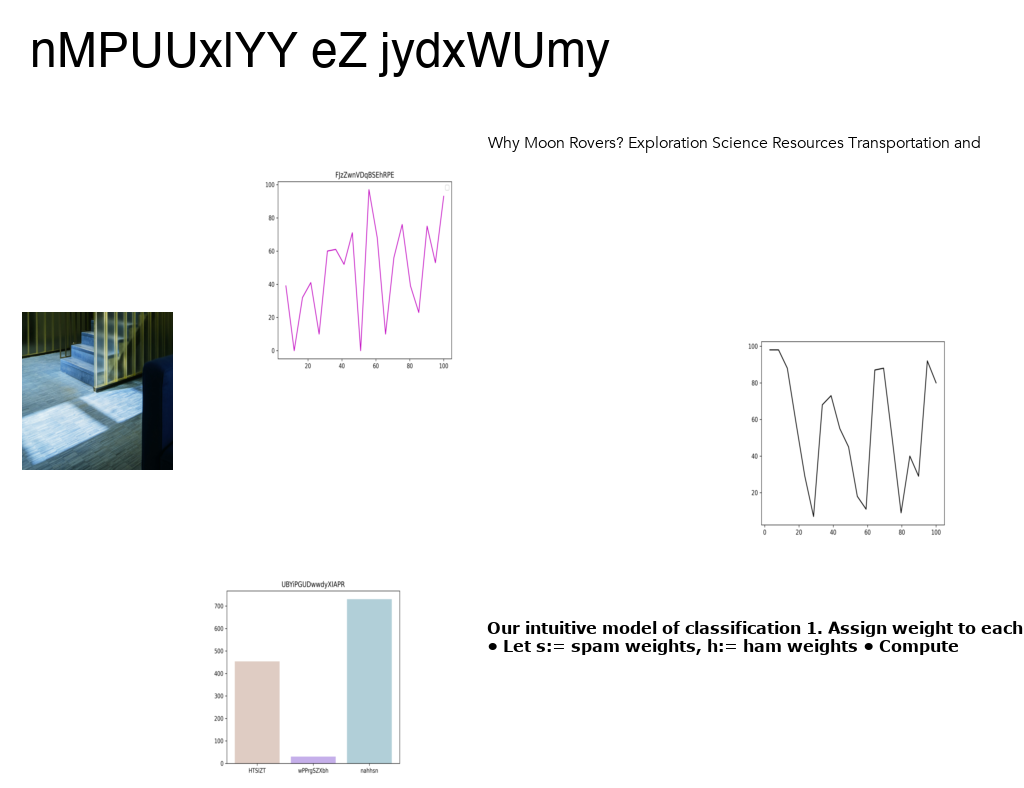 nMPUUxlYY eZ jydxWUmy
Why Moon Rovers? Exploration Science Resources Transportation and
FJzZwnVDqBSEhRPE
100
80
60
40
20
0
20 40 60 80 100
100
80
60
40
20
0 20 40 60 80 100
UBYiPGUDwwdyXIAPR
700
600
500
400
300
200
100
0
HTSIZT wPPrgSZXbh nahhsn
Our intuitive model of classification 1. Assign weight to each
● Let s:= spam weights, h:= ham weights ● Compute